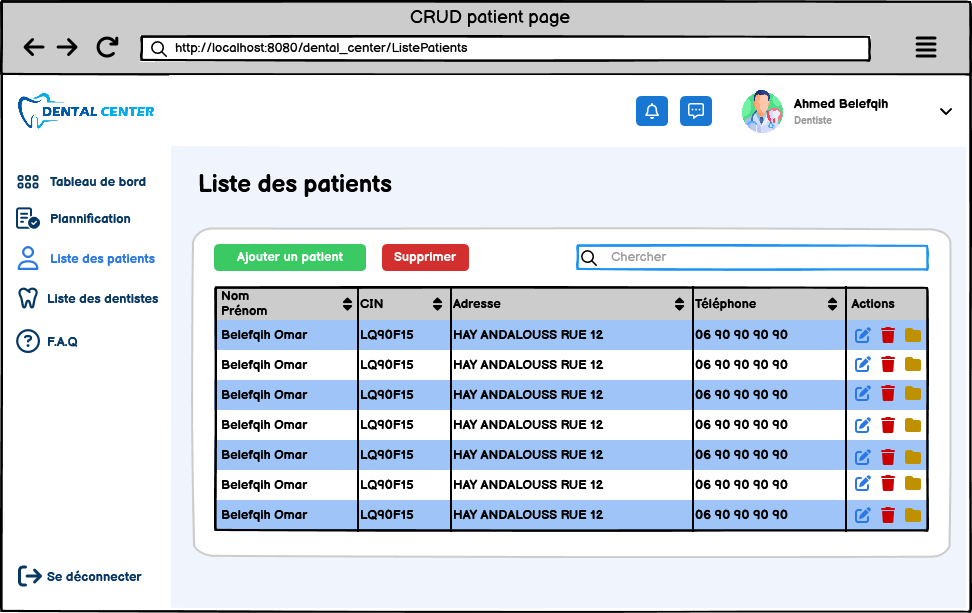 CRUD patient page
http://localhost:8080/dental_center/ListePatients
DENTAL CENTER
Ahmed Belefqih
Dentiste
Tableau de bord
Plannification
Liste des patients
Liste des dentistes
F.A.Q
Se déconnecter
Liste des patients
Ajouter un patient Supprimer Chercher
Nom
Prénom CIN Adresse Téléphone Actions
Belefqih Omar LQ90F15 HAY ANDALOUSS RUE 12 06 90 90 90 90
Belefqih Omar LQ90F15 HAY ANDALOUSS RUE 12 06 90 90 90 90
Belefqih Omar LQ90F15 HAY ANDALOUSS RUE 12 06 90 90 90 90
Belefqih Omar LQ90F15 HAY ANDALOUSS RUE 12 06 90 90 90 90
Belefqih Omar LQ90F15 HAY ANDALOUSS RUE 12 06 90 90 90 90
Belefqih Omar LQ90F15 HAY ANDALOUSS RUE 12 06 90 90 90 90
Belefqih Omar LQ90F15 HAY ANDALOUSS RUE 12 06 90 90 90 90